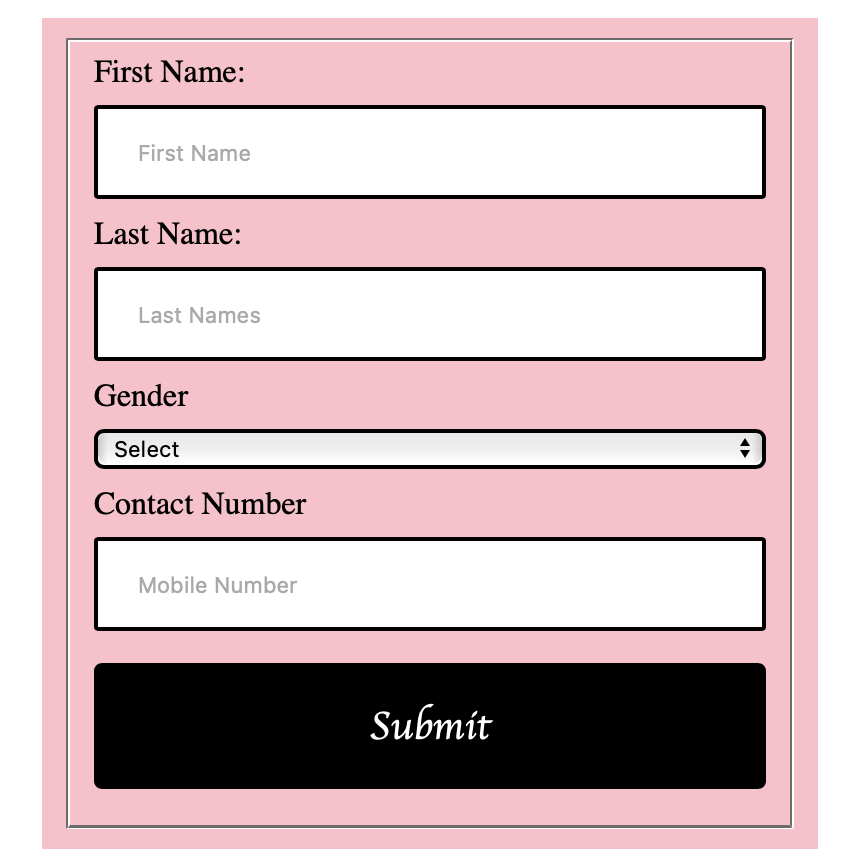 First Name:
First Name
Last Name:
Last Names
Gender
Select
Contact Number
Mobile Number
Submit